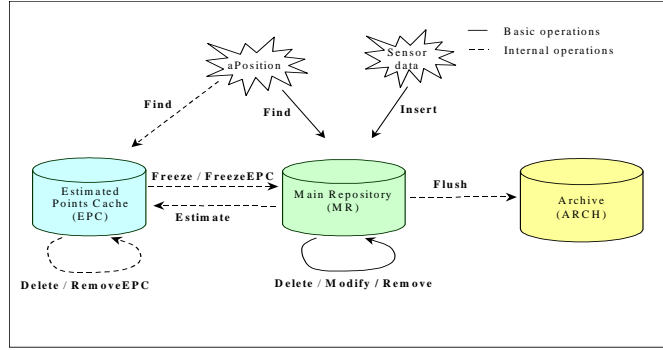 Basic operations
Internal operations
aPosition
Sensor
data
Find
Find
Insert
Estimated
Points Cache
(EPC)
Freeze / FreezeEPC
Estimate
Main Repository
(MR)
Flush
Archive
(ARCH)
Delete / RemoveEPC
Delete / Modify / Remove